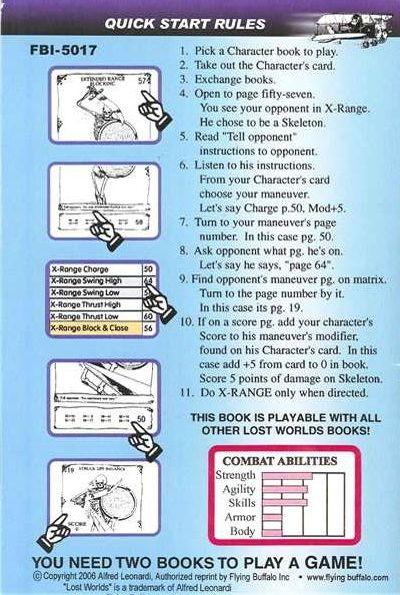 QUICK START RULES
FBI-5017
1. Pick a Character book to play.
2. Take out the Character's card.
3. Exchange books.
4. Open to page fifty-seven.
You see your opponent in X-Range.
He chose to be a Skeleton.
5. Read "Tell opponent"
instructions to opponent.
6. Listen to his instructions.
From your Character's card
choose your maneuver.
Let's say Charge p.50, Mod+5.
7. Turn to your maneuver's page
number. In this case pg. 50.
8. Ask opponent what pg. he's on.
Let's say he says, "page 64".
9. Find opponent's maneuver pg. on matrix.
Turn to the page number by it.
In this case its pg. 19.
10. If on a score pg. add your character's
Score to his maneuver's modifier,
found on his Character's card. In this
case add +5 from card to 0 in book.
Score 5 points of damage on Skeleton.
11. Do X-RANGE only when directed.
EXTENDED RANGE
BLOCKING
57
58
X-Range Charge 50
X-Range Swing High 64
X-Range Swing Low
X-Range Thrust High
X-Range Thrust Low 60
X-Range Block & Close 56
50
19
SCORE
THIS BOOK IS PLAYABLE WITH ALL
OTHER LOST WORLDS BOOKS!
COMBAT ABILITIES
Strength
Agility
Skills
Armor
Body
YOU NEED TWO BOOKS TO PLAY A GAME!
© Copyright 2006 Alfred Leonardi, Authorized reprint by Flying Buffalo Inc • www.flying buffalo.com
"Lost Worlds" is a trademark of Alfred Leonardi